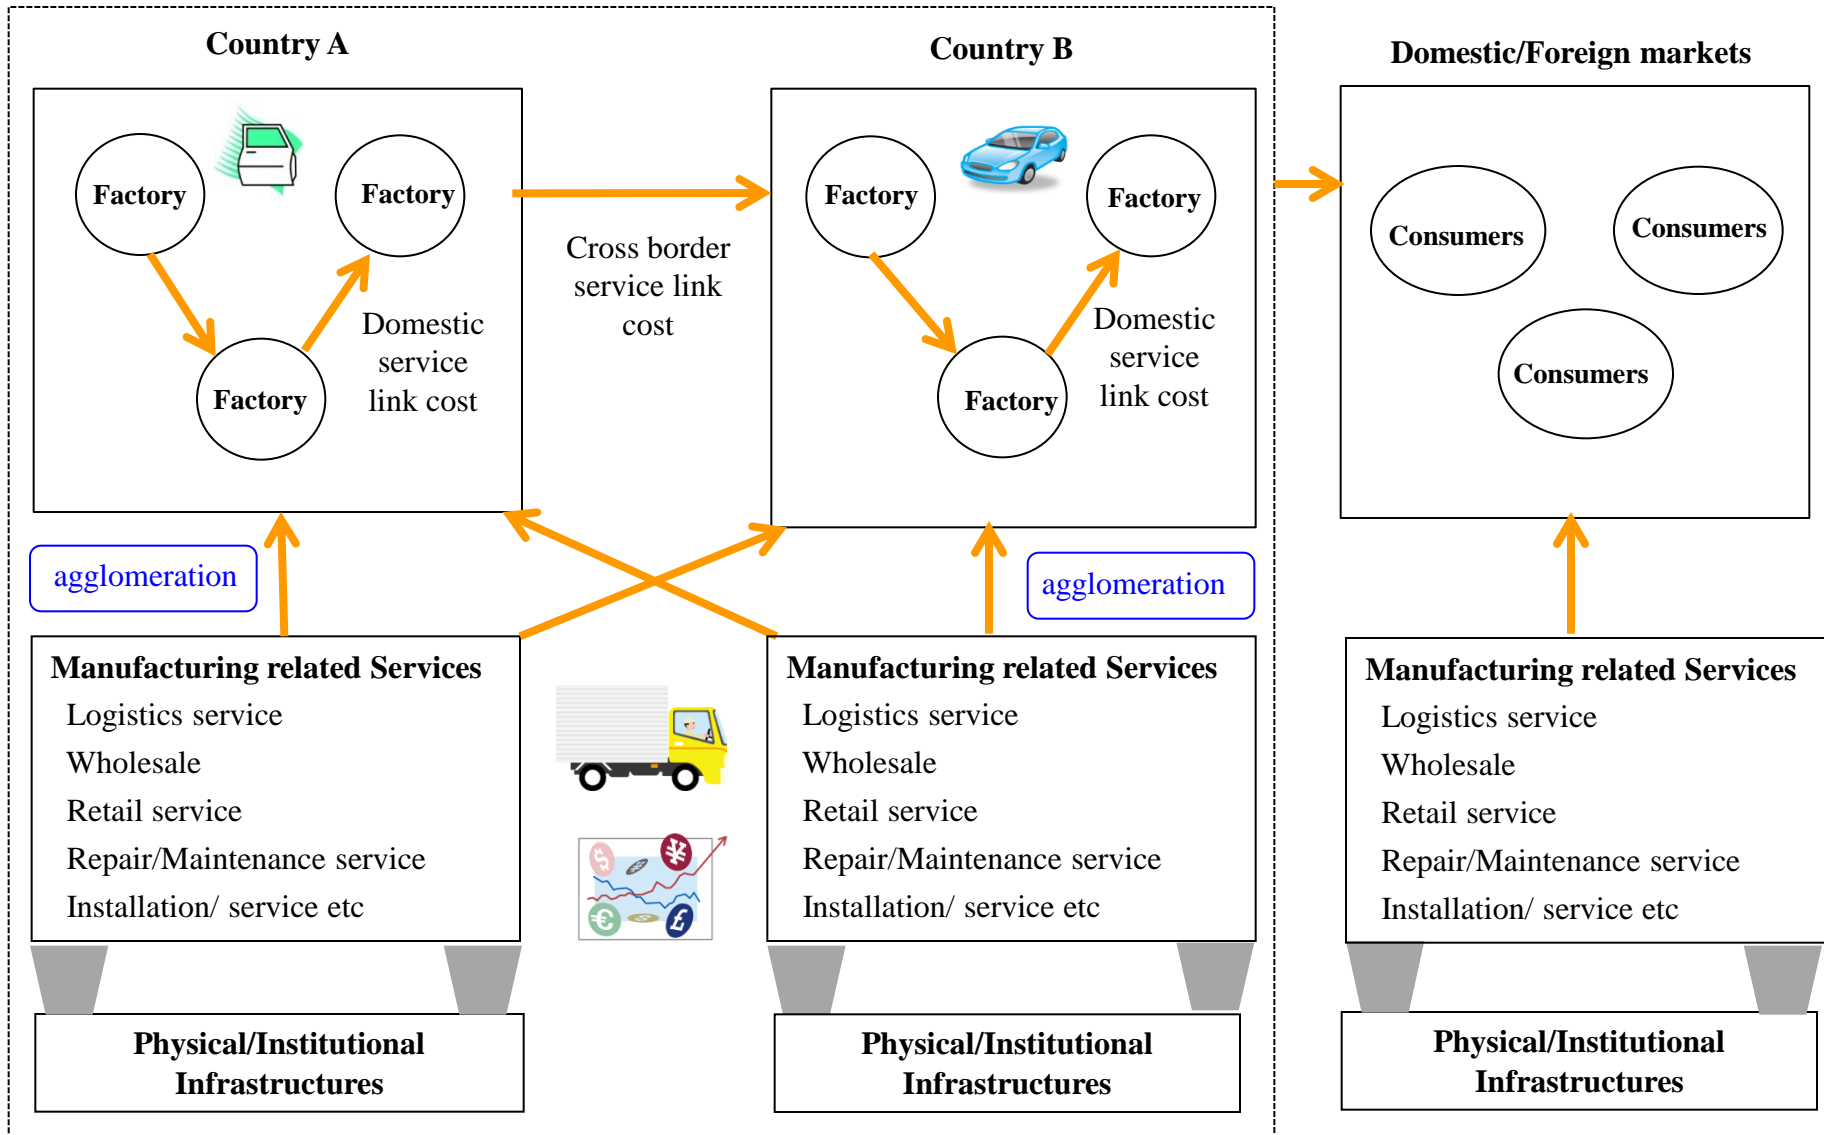 Country A
Country B
Domestic/Foreign markets
Factory
Factory
Factory
Domestic
service
link cost
Cross border
service link
cost
Factory
Factory
Factory
Domestic
service
link cost
Consumers
Consumers
Consumers
agglomeration
agglomeration
Manufacturing related Services
Logistics service
Wholesale
Retail service
Repair/Maintenance service
Installation/ service etc
$
¥
€
£
Manufacturing related Services
Logistics service
Wholesale
Retail service
Repair/Maintenance service
Installation/ service etc
Manufacturing related Services
Logistics service
Wholesale
Retail service
Repair/Maintenance service
Installation/ service etc
Physical/Institutional
Infrastructures
Physical/Institutional
Infrastructures
Physical/Institutional
Infrastructures